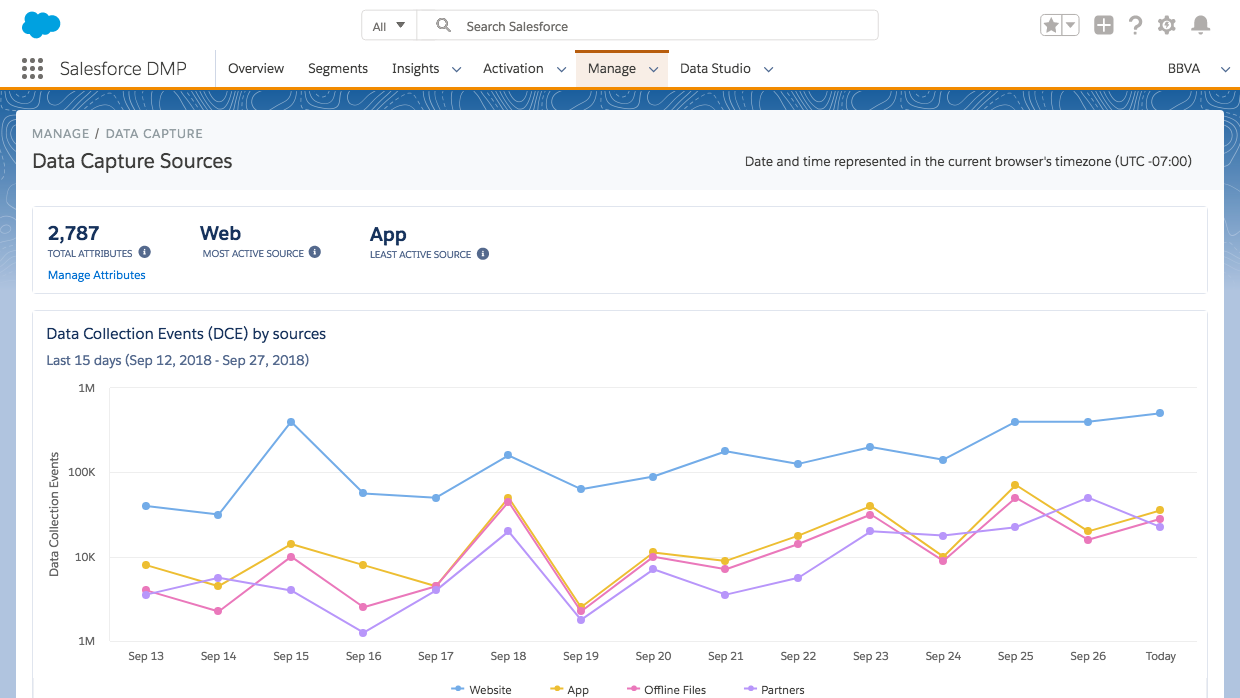 All Search Salesforce
Salesforce DMP Overview Segments Insights Activation Manage Data Studio BBVA
MANAGE / DATA CAPTURE
Data Capture Sources
Date and time represented in the current browser's timezone (UTC -07:00)
2,787 Web App
TOTAL ATTRIBUTES MOST ACTIVE SOURCE LEAST ACTIVE SOURCE
Manage Attributes
Data Collection Events (DCE) by sources
Last 15 days (Sep 12, 2018 - Sep 27, 2018)
1M
100K
10K
1M
Data Collection Events
Sep 13 Sep 14 Sep 15 Sep 16 Sep 17 Sep 18 Sep 19 Sep 20 Sep 21 Sep 22 Sep 23 Sep 24 Sep 25 Sep 26 Today
Website App Offline Files Partners